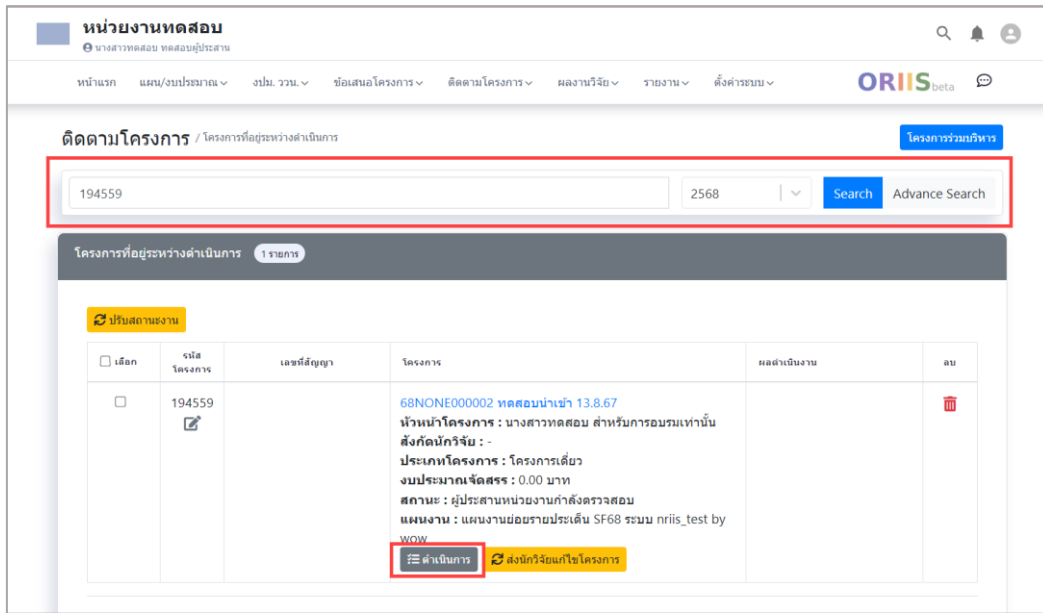 หน่วยงานทดสอบ
นางสาวทดสอบ ทดสอบผู้ประสาน
หน้าแรก แผน/งบประมาณ งปม. ววน. ข้อเสนอโครงการ ติดตามโครงการ ผลงานวิจัย รายงาน ตั้งค่าระบบ ORIIS beta
ติดตามโครงการ / โครงการที่อยู่ระหว่างดำเนินการ โครงการร่วมบริหาร
194559 2568 Search Advance Search
โครงการที่อยู่ระหว่างดำเนินการ 1 รายการ
ปรับสถานะงาน
เลือก รหัสโครงการ เลขที่สัญญา โครงการ ผลดำเนินงาน ลบ
194559 68NONE000002 ทดสอบนำเข้า 13.8.67
หัวหน้าโครงการ : นางสาวทดสอบ สำหรับการอบรมเท่านั้น
สังกัดนักวิจัย : -
ประเภทโครงการ : โครงการเดี่ยว
งบประมาณจัดสรร : 0.00 บาท
สถานะ : ผู้ประสานหน่วยงานกำลังตรวจสอบ
แผนงาน : แผนงานย่อยรายประเด็น SF68 ระบบ nriis_test by
wow
ดำเนินการ ส่งนักวิจัยแก้ไขโครงการ